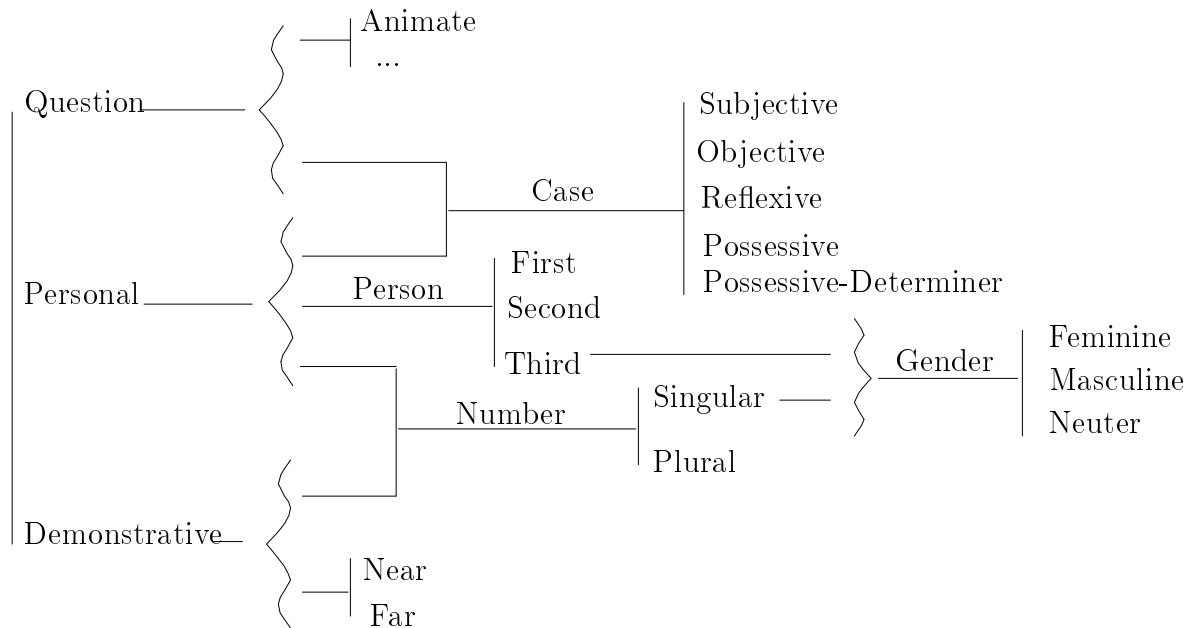 Animate
...
Question
Subjective
Objective
Case
Reflexive
Possessive
Possessive-Determiner
First
Personal
Person
Second
Third
Feminine
Gender
Masculine
Neuter
Singular
Number
Plural
Demonstrative
Near
Far